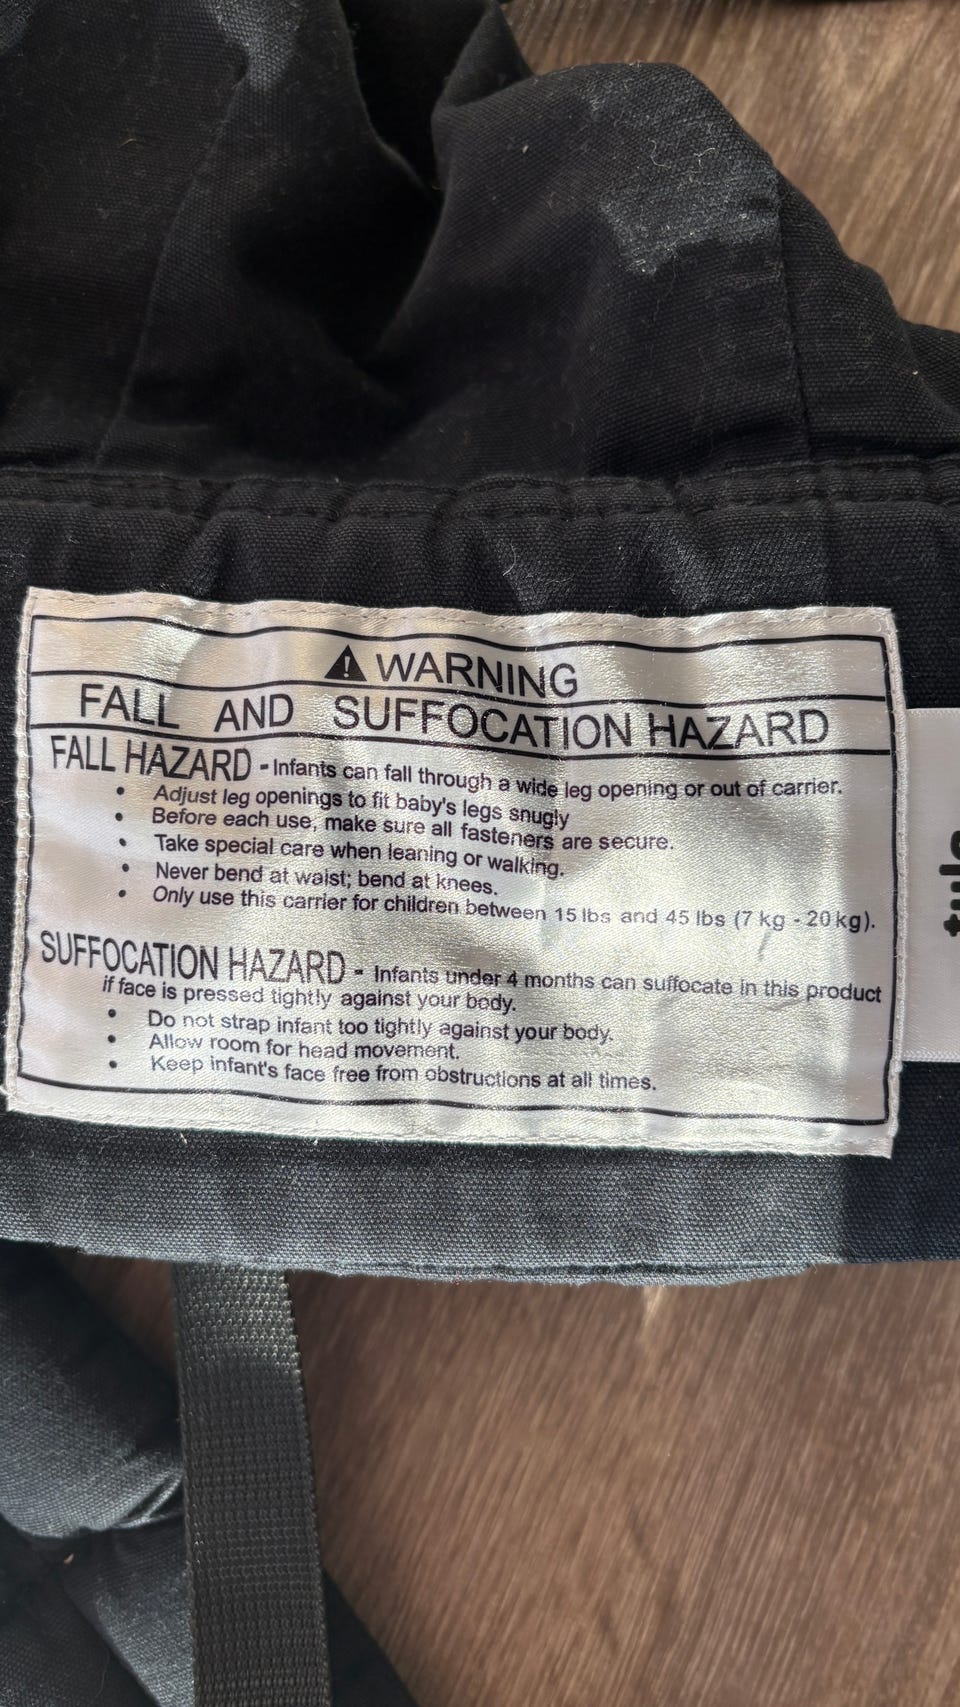 ⚠ WARNING
FALL AND SUFFOCATION HAZARD
FALL HAZARD - Infants can fall through a wide leg opening or out of carrier.
• Adjust leg openings to fit baby's legs snugly
• Before each use, make sure all fasteners are secure.
• Take special care when leaning or walking.
• Never bend at waist; bend at knees.
• Only use this carrier for children between 15 lbs and 45 lbs (7 kg - 20 kg).
SUFFOCATION HAZARD - Infants under 4 months can suffocate in this product
if face is pressed tightly against your body.
• Do not strap infant too tightly against your body.
• Allow room for head movement.
• Keep infant's face free from obstructions at all times.